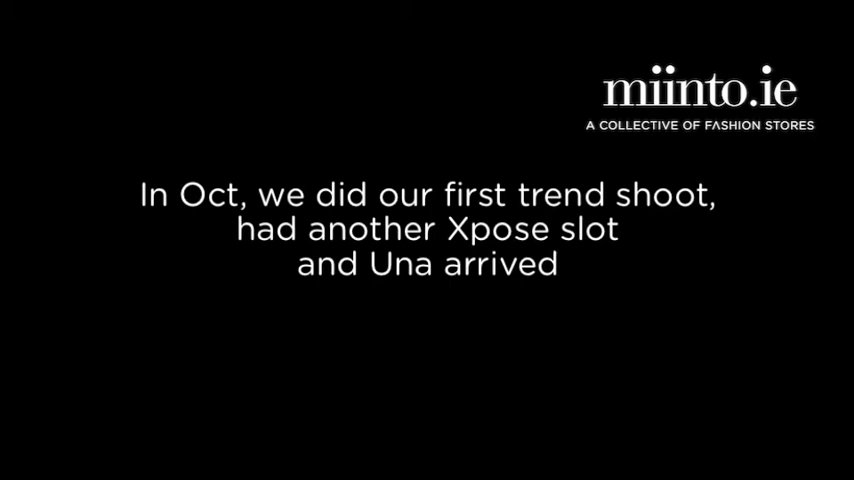 miinto.ie
A COLLECTIVE OF FASHION STORES
In Oct, we did our first trend shoot,
had another Xpose slot
and Una arrived